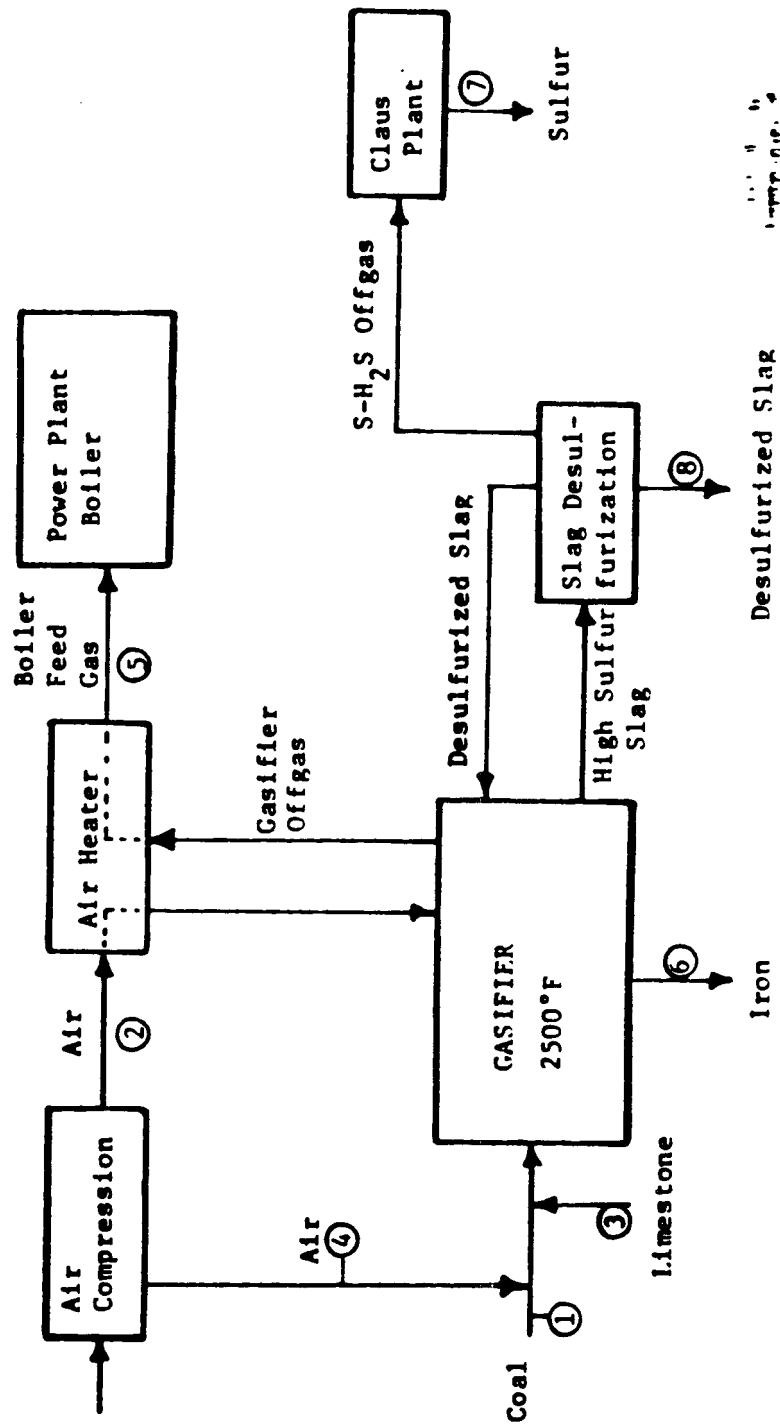 Air
Compression
Air
②
Air Heater
Boiler
Feed
Gas
⑤
Power Plant
Boiler
Air
④
Gasifier
Offgas
Coal
①
③
Limestone
GASIFIER
2500°F
⑥
Iron
Desulfurized Slag
High Sulfur
Slag
Slag Desul-
furization
⑧
Desulfurized Slag
S-H2S Offgas
Claus
Plant
⑦
Sulfur